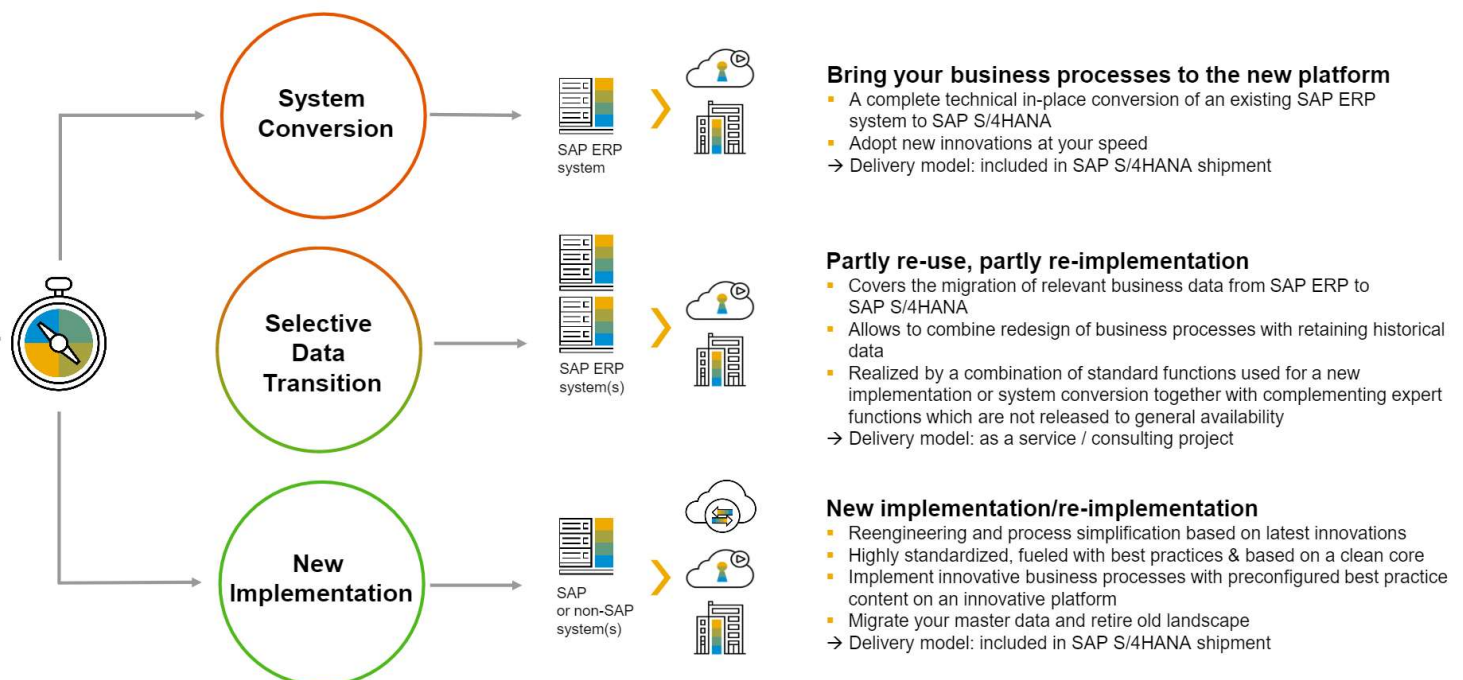 System
Conversion
SAP ERP
system
Bring your business processes to the new platform
▪ A complete technical in-place conversion of an existing SAP ERP
system to SAP S/4HANA
▪ Adopt new innovations at your speed
→ Delivery model: included in SAP S/4HANA shipment
Selective
Data
Transition
SAP ERP
system(s)
Partly re-use, partly re-implementation
▪ Covers the migration of relevant business data from SAP ERP to
SAP S/4HANA
▪ Allows to combine redesign of business processes with retaining historical
data
▪ Realized by a combination of standard functions used for a new
implementation or system conversion together with complementing expert
functions which are not released to general availability
→ Delivery model: as a service / consulting project
New
Implementation
SAP
or non-SAP
system(s)
New implementation/re-implementation
▪ Reengineering and process simplification based on latest innovations
▪ Highly standardized, fueled with best practices & based on a clean core
▪ Implement innovative business processes with preconfigured best practice
content on an innovative platform
▪ Migrate your master data and retire old landscape
→ Delivery model: included in SAP S/4HANA shipment